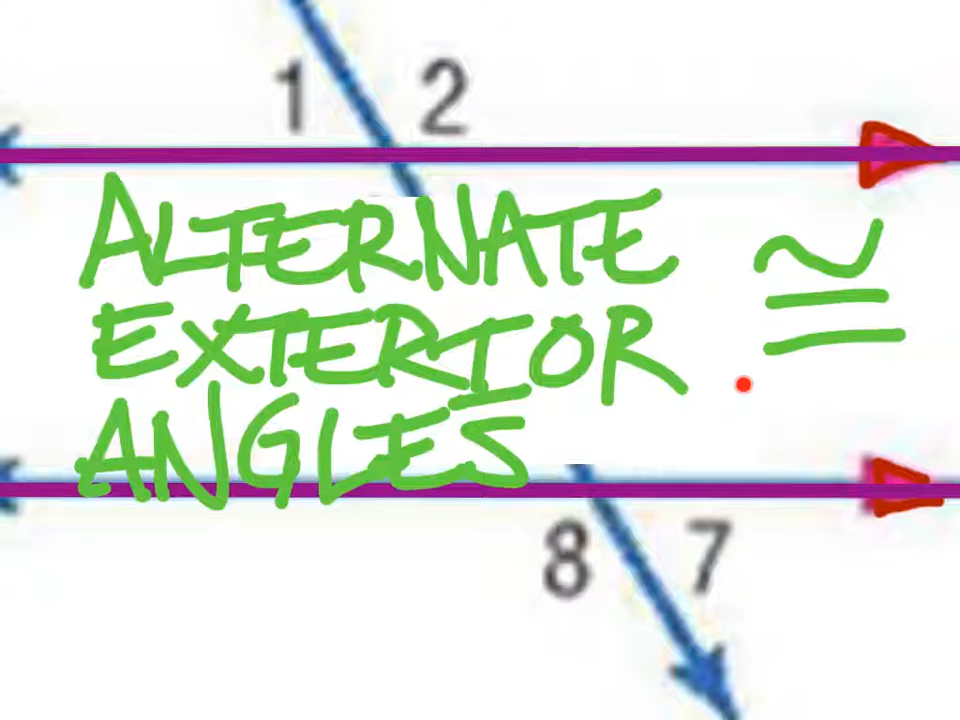 1 2
ALTERNATE ≅
EXTERIOR
ANGLES
8 7